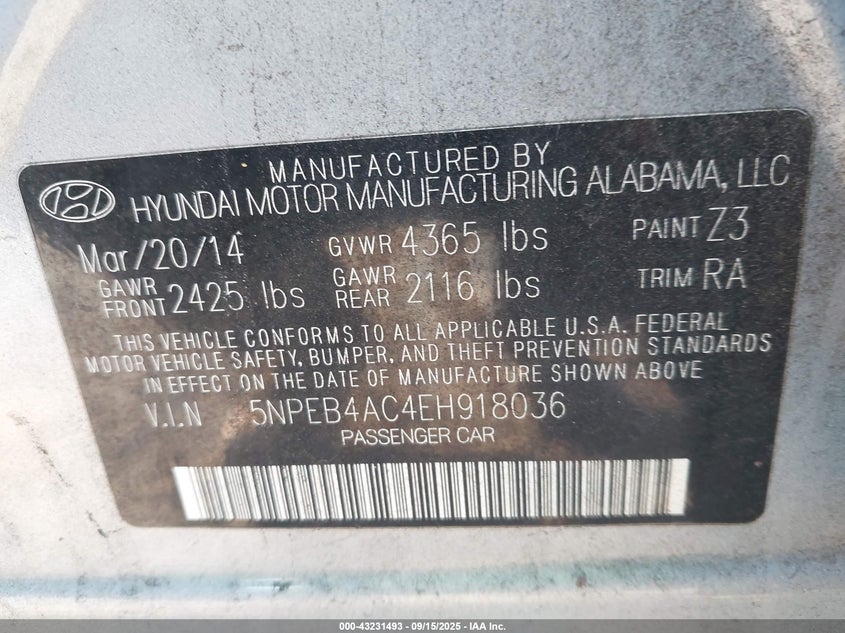 MANUFACTURED BY
HYUNDAI MOTOR MANUFACTURING ALABAMA, LLC
Mar/20/14 GVWR 4365 lbs PAINT Z3
GAWR FRONT 2425 lbs GAWR REAR 2116 lbs TRIM RA
THIS VEHICLE CONFORMS TO ALL APPLICABLE U.S.A. FEDERAL
MOTOR VEHICLE SAFETY, BUMPER, AND THEFT PREVENTION STANDARDS
IN EFFECT ON THE DATE OF MANUFACTURE SHOWN ABOVE
V.I.N 5NPEB4AC4EH918036
PASSENGER CAR
000-43231493 - 09/15/2025 - IAA Inc.